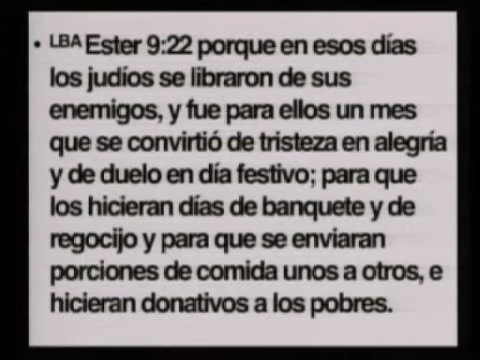 • LBA Ester 9:22 porque en esos días
los judíos se libraron de sus
enemigos, y fue para ellos un mes
que se convirtió de tristeza en alegría
y de duelo en día festivo; para que
los hicieran días de banquete y de
regocijo y para que se enviaran
porciones de comida unos a otros, e
hicieran donativos a los pobres.